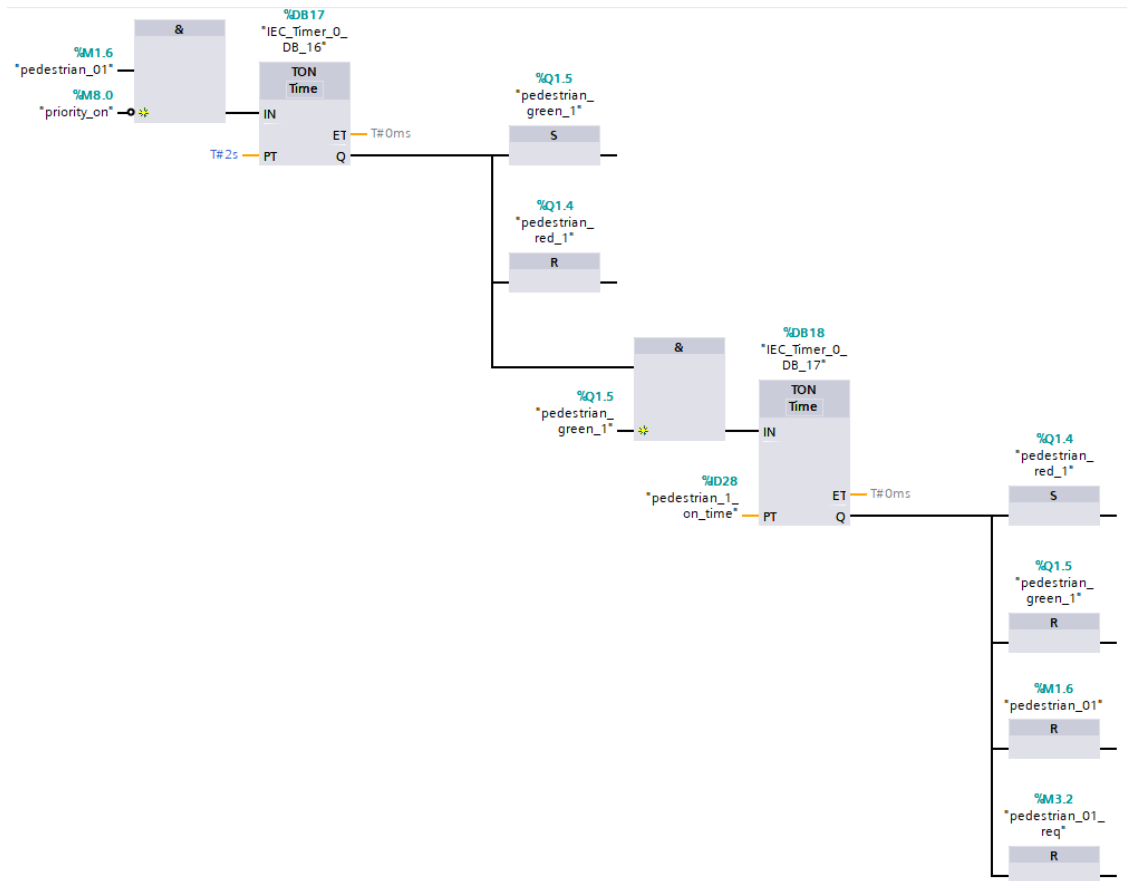 &
%DB17
"IEC_Timer_0_
DB_16"
%M1.6
"pedestrian_01"
%M8.0
"priority_on"
TON
Time
IN
ET
T#0ms
T#2s
PT
Q
%Q1.5
"pedestrian_
green_1"
S
%Q1.4
"pedestrian_
red_1"
R
&
%Q1.5
"pedestrian_
green_1"
%DB18
"IEC_Timer_0_
DB_17"
TON
Time
IN
%ID28
"pedestrian_1_
on_time"
ET
T#0ms
PT
Q
%Q1.4
"pedestrian_
red_1"
S
%Q1.5
"pedestrian_
green_1"
R
%M1.6
"pedestrian_01"
R
%M3.2
"pedestrian_01_
req"
R